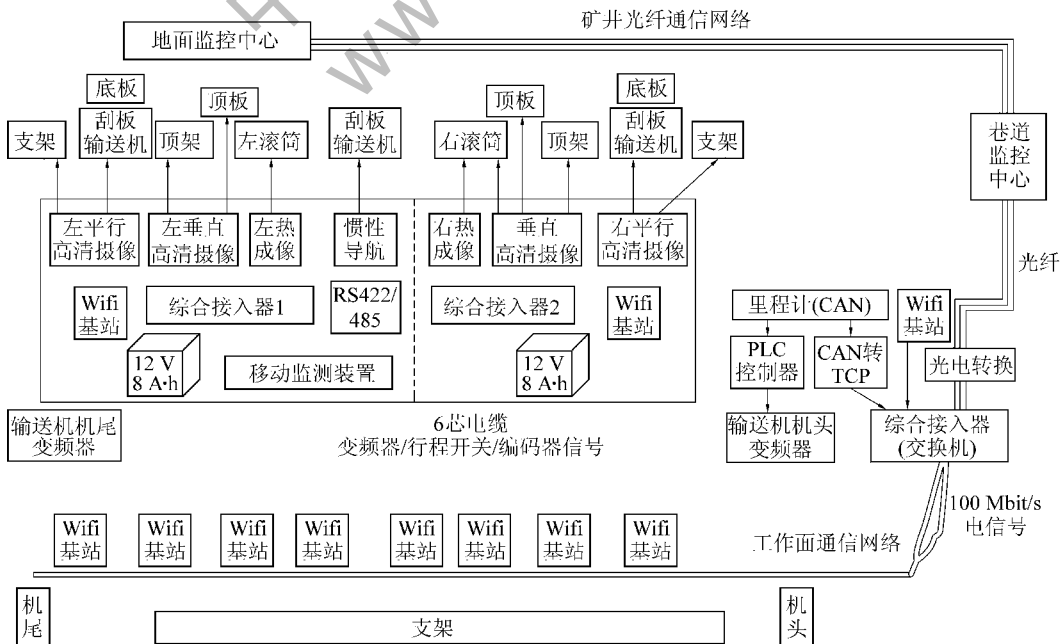 矿井光纤通信网络
地面监控中心
底板
顶板
顶板
底板
支架
刮板
输送机
顶架
左滚筒
刮板
输送机
右滚筒
顶架
刮板
输送机
支架
巷道
监控
中心
左平行
高清摄像
左垂直
高清摄像
左热
成像
惯性
导航
右热
成像
垂直
高清摄像
右平行
高清摄像
光纤
Wifi
基站
综合接入器1
RS422/
485
综合接入器2
Wifi
基站
里程计(CAN)
Wifi
基站
12 V
8 A·h
移动监测装置
12 V
8 A·h
PLC
控制器
CAN转
TCP
光电转换
输送机机尾
变频器
6芯电缆
变频器/行程开关/编码器信号
输送机机头
变频器
综合接入器
(交换机)
Wifi
基站
Wifi
基站
Wifi
基站
Wifi
基站
Wifi
基站
Wifi
基站
Wifi
基站
Wifi
基站
工作面通信网络
100 Mbit/s
电信号
机
尾
支架
机
头